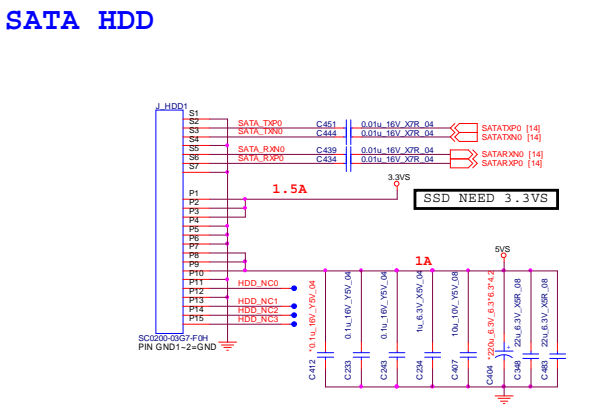 SATA HDD
J_HDD1
S1
S2
S3
S4
S5
S6
S7
SATA_TXP0 C451 0.01u_16V_X7R_04 SATATXP0 [14]
SATA_TXN0 C444 0.01u_16V_X7R_04 SATATXN0 [14]
SATA_RXN0 C439 0.01u_16V_X7R_04 SATARXN0 [14]
SATA_RXP0 C434 0.01u_16V_X7R_04 SATARXP0 [14]
3.3VS
1.5A
SSD NEED 3.3VS
P1
P2
P3
P4
P5
P6
P7
P8
P9
P10
P11
P12
P13
P14
P15
5VS
1A
HDD_NC0
HDD_NC1
HDD_NC2
HDD_NC3
C412 *0.1u_16V_Y5V_04
C233 0.1u_16V_Y5V_04
C243 0.1u_16V_Y5V_04
C234 1u_6.3V_X5V_04
C407 10u_10V_Y5V_08
C404 *220u_6.3V_6.3*6.3*4.2
+
C348 22u_6.3V_X5R_08
C483 22u_6.3V_X5R_08
SC0200-03G7-F0H
PIN GND1~2=GND